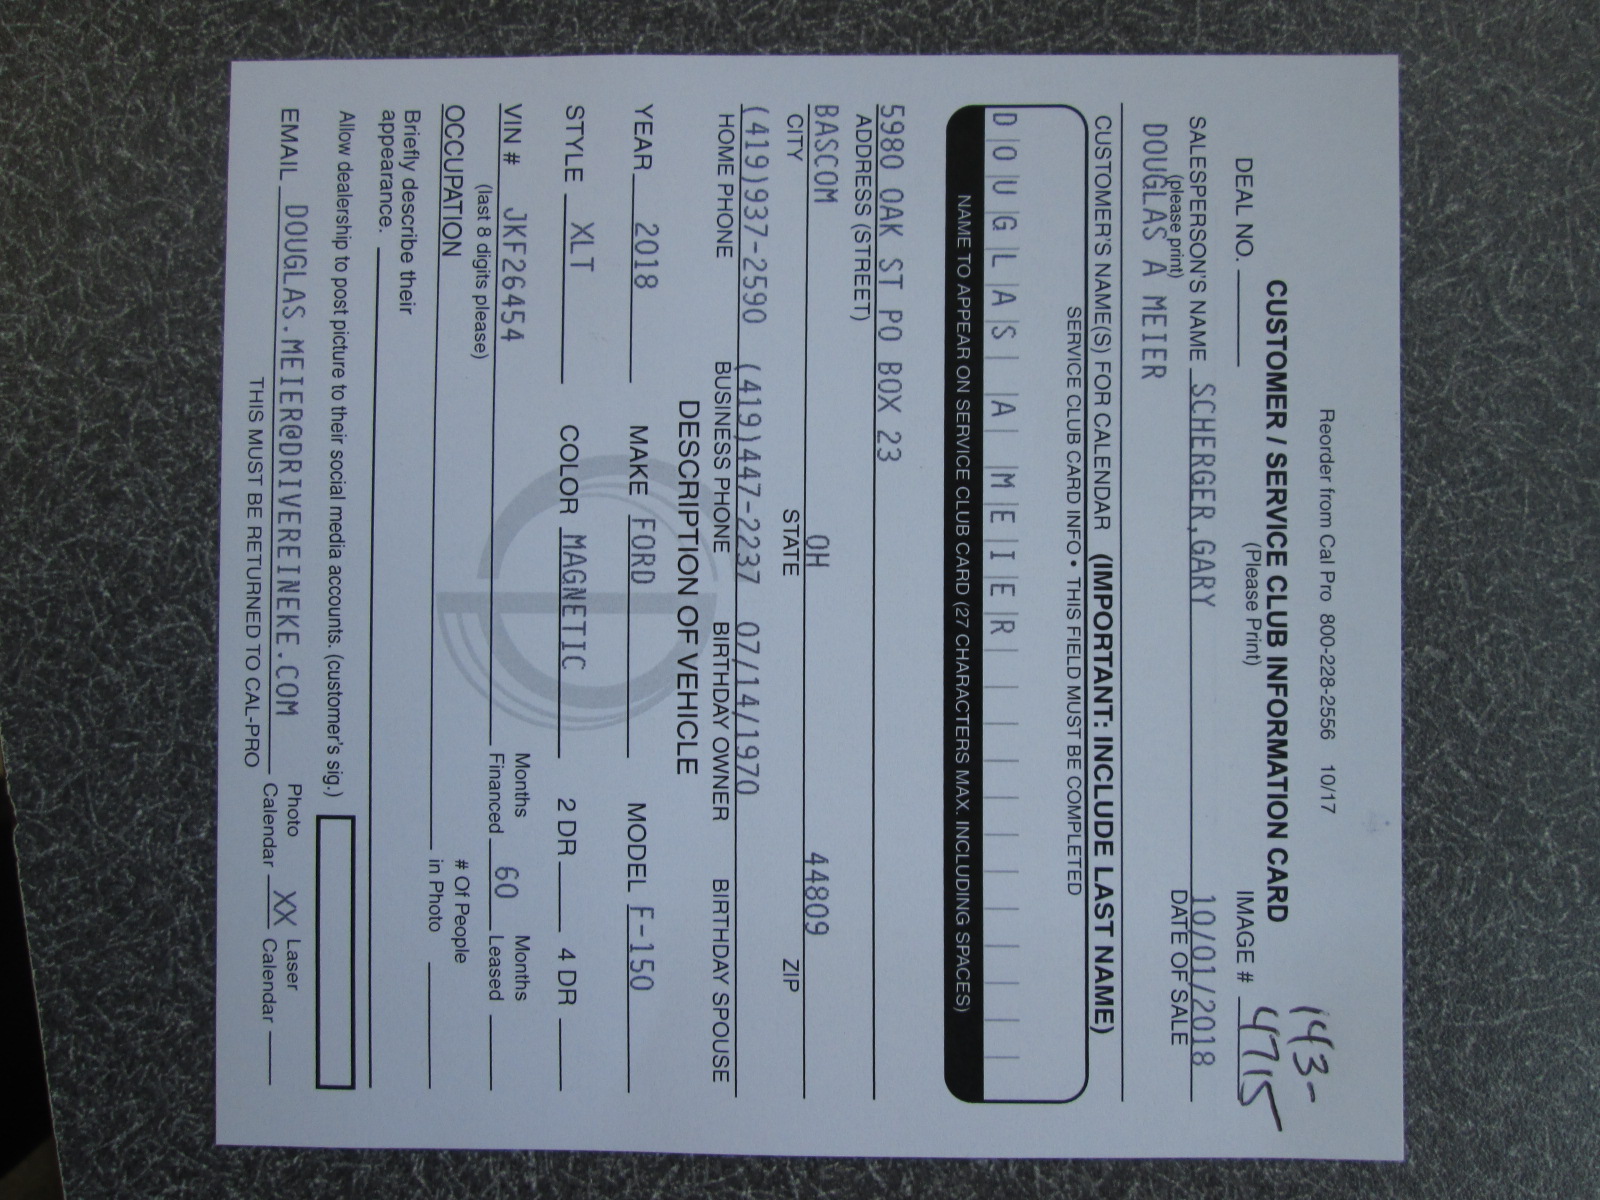 Reorder from Cal Pro 800-228-2556 10/17
143-
CUSTOMER / SERVICE CLUB INFORMATION CARD
(Please Print)
DEAL NO. IMAGE # 4715
SALESPERSON'S NAME SCHERGER,GARY 10/01/2018
(please print) DATE OF SALE
DOUGLAS A MEIER
CUSTOMER'S NAME(S) FOR CALENDAR (IMPORTANT: INCLUDE LAST NAME)
SERVICE CLUB CARD INFO • THIS FIELD MUST BE COMPLETED
DOUGLAS A MEIER
NAME TO APPEAR ON SERVICE CLUB CARD (27 CHARACTERS MAX. INCLUDING SPACES)
5980 OAK ST PO BOX 23
ADDRESS (STREET)
BASCOM OH 44809
CITY STATE ZIP
(419)937-2590 (419)447-2237 07/14/1970
HOME PHONE BUSINESS PHONE BIRTHDAY OWNER BIRTHDAY SPOUSE
DESCRIPTION OF VEHICLE
YEAR 2018 MAKE FORD MODEL F-150
STYLE XLT COLOR MAGNETIC 2 DR 4 DR
VIN # JKF26454 Months Financed 60 Months Leased
(last 8 digits please)
OCCUPATION # Of People in Photo
Briefly describe their
appearance.
Allow dealership to post picture to their social media accounts. (customer's sig.)
EMAIL DOUGLAS.MEIER@DRIVEREINEKE.COM Photo Calendar XX Laser Calendar
THIS MUST BE RETURNED TO CAL-PRO